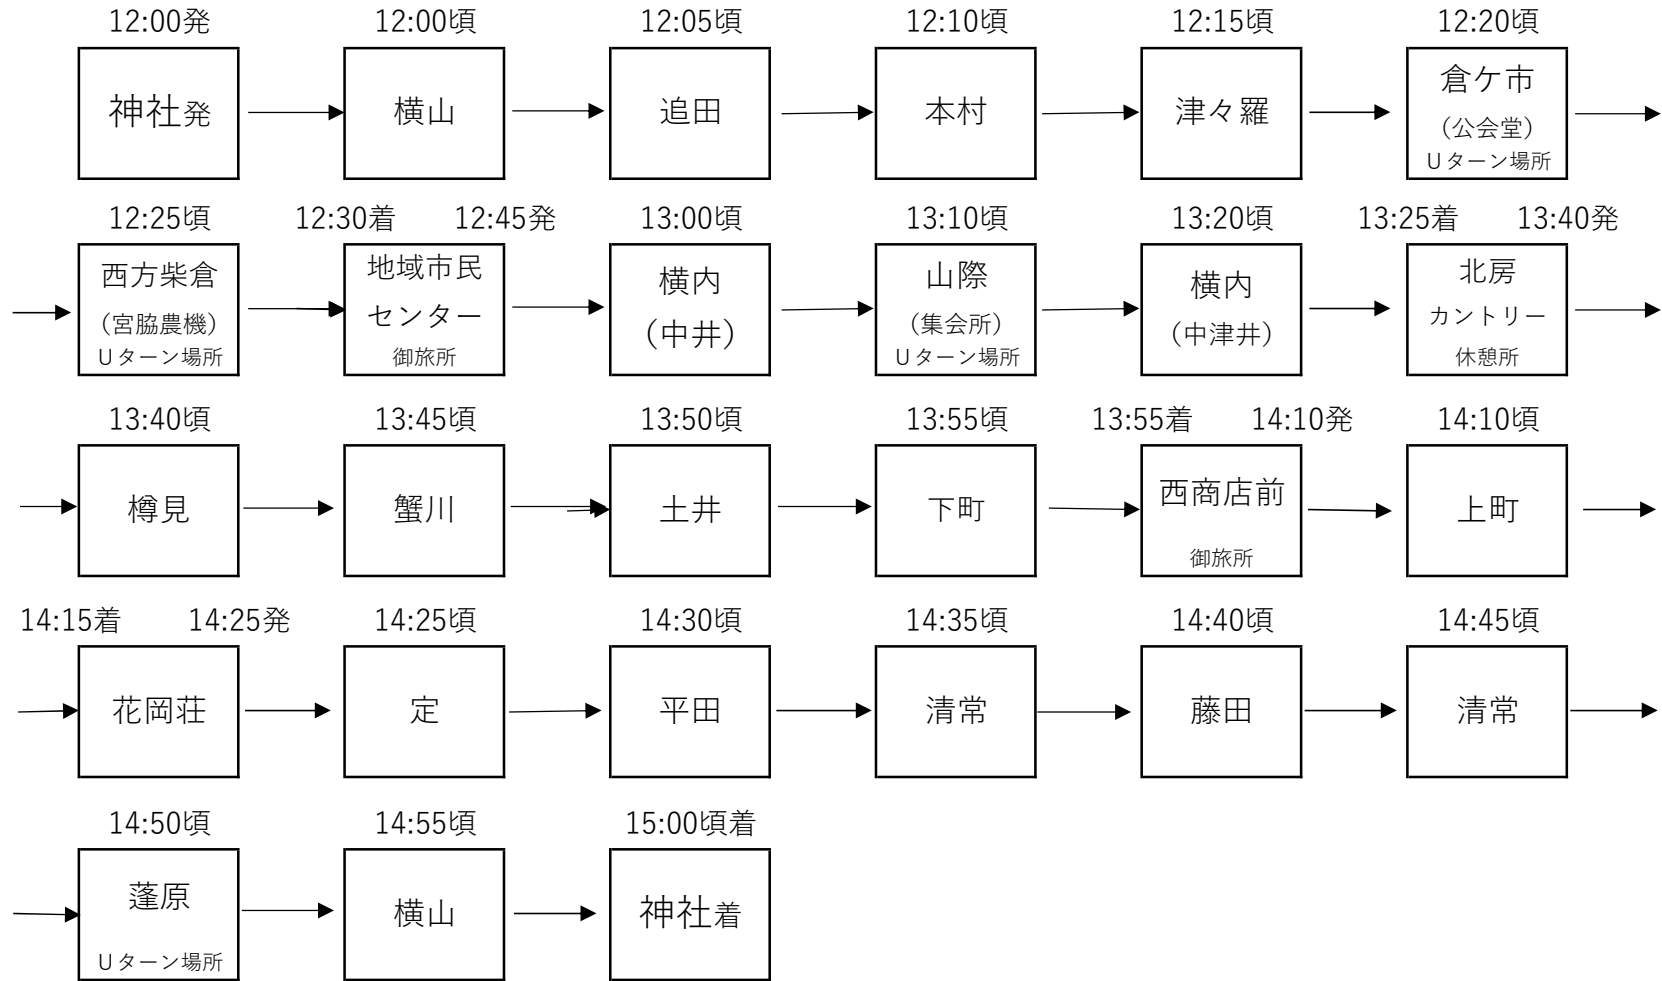 12:00発
12:00頃
12:05頃
12:10頃
12:15頃
12:20頃
神社発
横山
追田
本村
津々羅
倉ケ市
（公会堂）
Uターン場所
12:25頃
12:30着 12:45発
13:00頃
13:10頃
13:20頃
13:25着 13:40発
西方柴倉
（宮脇農機）
Uターン場所
地域市民
センター
御旅所
横内
（中井）
山際
（集会所）
Uターン場所
横内
（中津井）
北房
カントリー
休憩所
13:40頃
13:45頃
13:50頃
13:55頃
13:55着 14:10発
14:10頃
樽見
蟹川
土井
下町
西商店前
御旅所
上町
14:15着 14:25発
14:25頃
14:30頃
14:35頃
14:40頃
14:45頃
花岡荘
定
平田
清常
藤田
清常
14:50頃
14:55頃
15:00頃着
蓬原
Uターン場所
横山
神社着